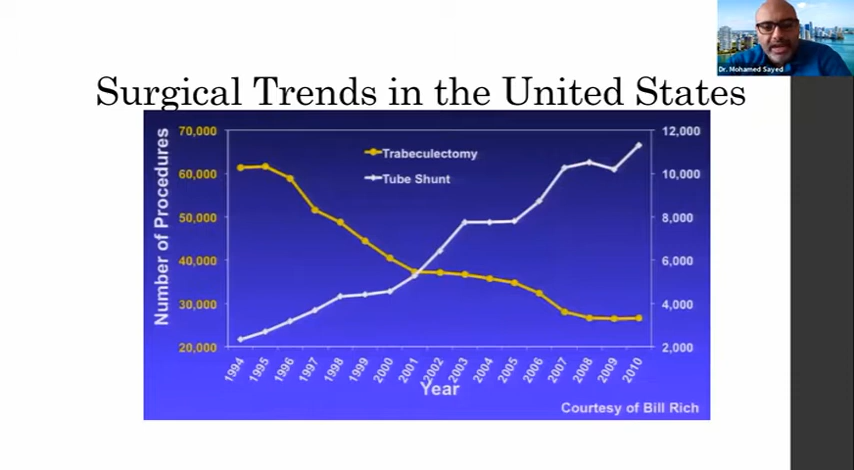 Dr. Mohamed Sayed
Surgical Trends in the United States
Number of Procedures
70,000
60,000
50,000
40,000
30,000
20,000
Trabeculectomy
Tube Shunt
12,000
10,000
8,000
6,000
4,000
2,000
1994 1995 1996 1997 1998 1999 2000 2001 2002 2003 2004 2005 2006 2007 2008 2009 2010
Year
Courtesy of Bill Rich